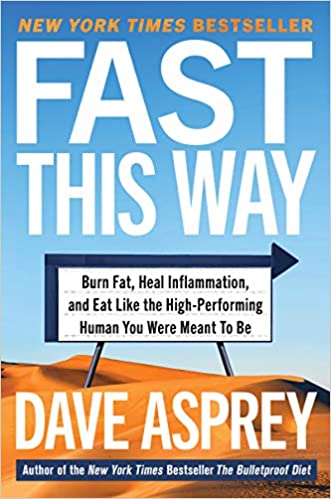 NEW YORK TIMES BESTSELLER
FAST
THIS WAY
Burn Fat, Heal Inflammation,
and Eat Like the High-Performing
Human You Were Meant To Be
DAVE ASPREY
Author of the New York Times Bestseller The Bulletproof Diet